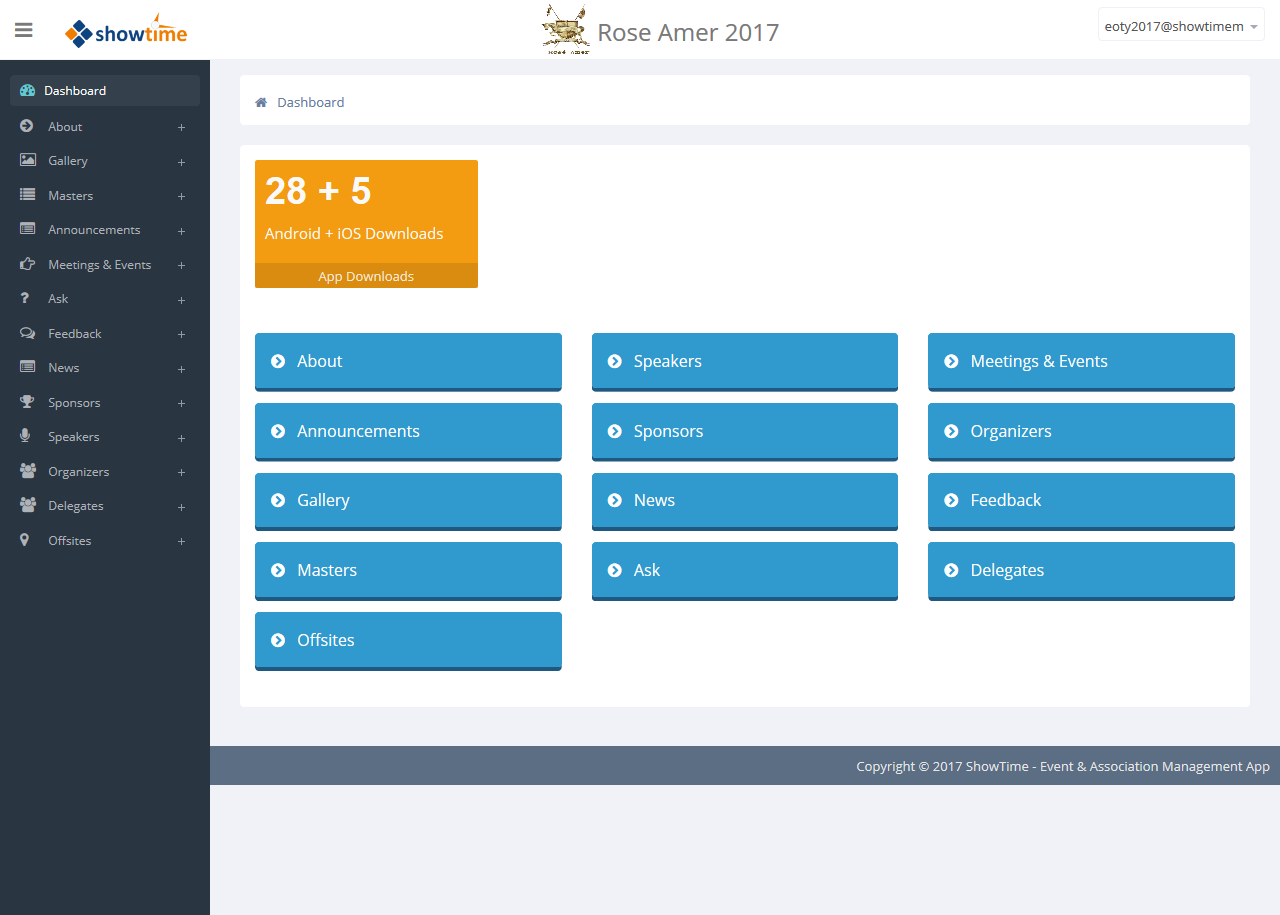 showtime
Rose Amer 2017
eoty2017@showtimem
Dashboard
About +
Gallery +
Masters +
Announcements +
Meetings & Events +
Ask +
Feedback +
News +
Sponsors +
Speakers +
Organizers +
Delegates +
Offsites +
Dashboard
28 + 5
Android + iOS Downloads
App Downloads
About
Speakers
Meetings & Events
Announcements
Sponsors
Organizers
Gallery
News
Feedback
Masters
Ask
Delegates
Offsites
Copyright © 2017 ShowTime - Event & Association Management App